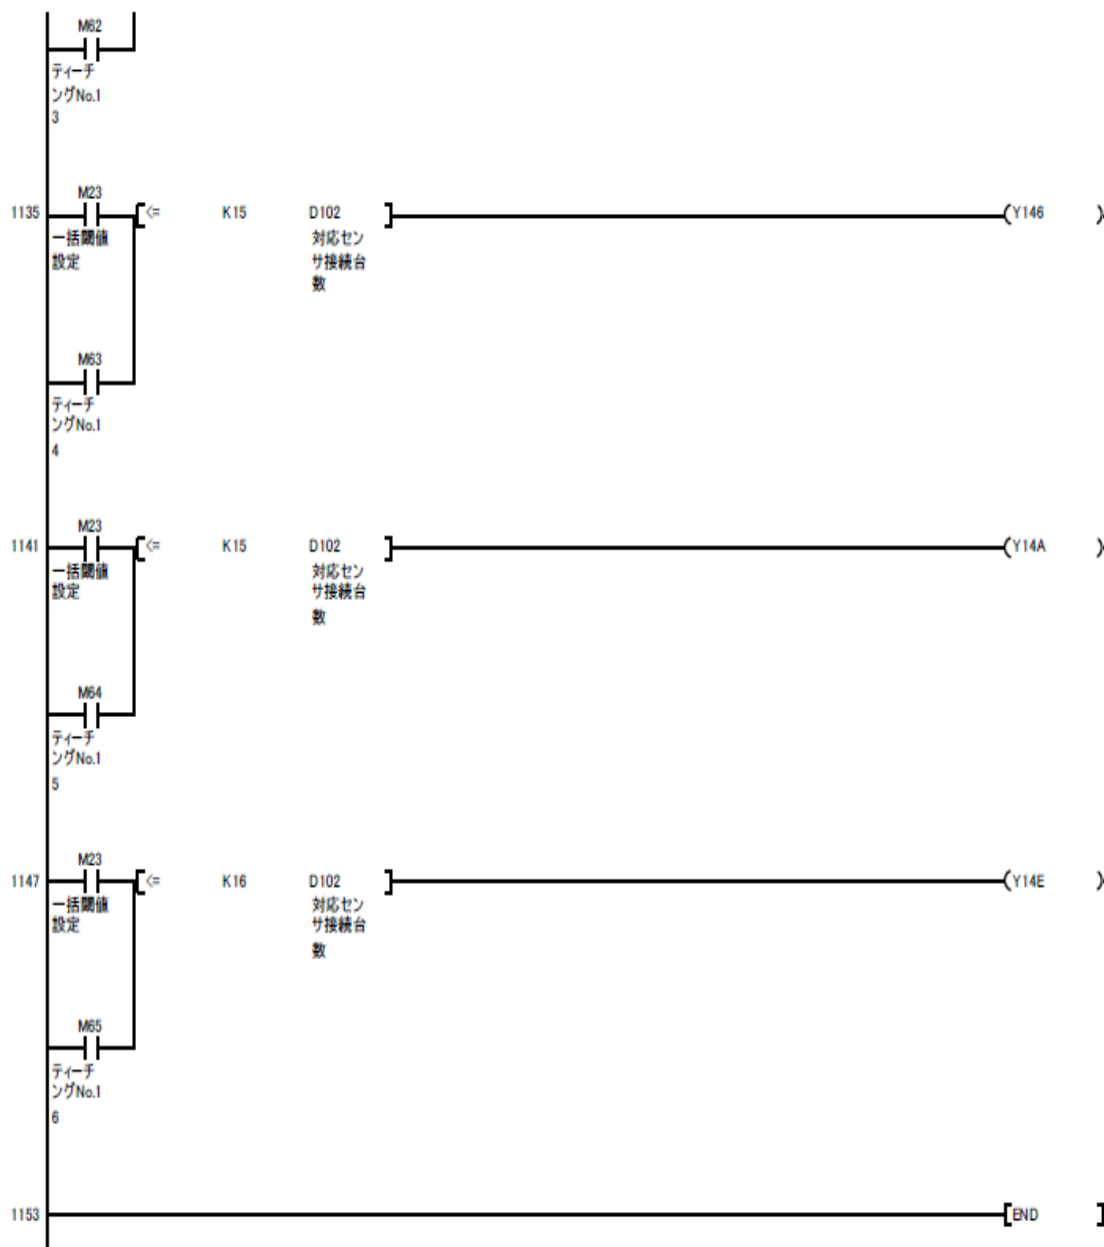 M62
ティーチ
ングNo.1
3
M23
1135 <= K15 D102 Y146
一括閾値 対応セン
設定 サ接続台
数
M63
ティーチ
ングNo.1
4
M23
1141 <= K15 D102 Y14A
一括閾値 対応セン
設定 サ接続台
数
M64
ティーチ
ングNo.1
5
M23
1147 <= K16 D102 Y14E
一括閾値 対応セン
設定 サ接続台
数
M65
ティーチ
ングNo.1
6
1153 END